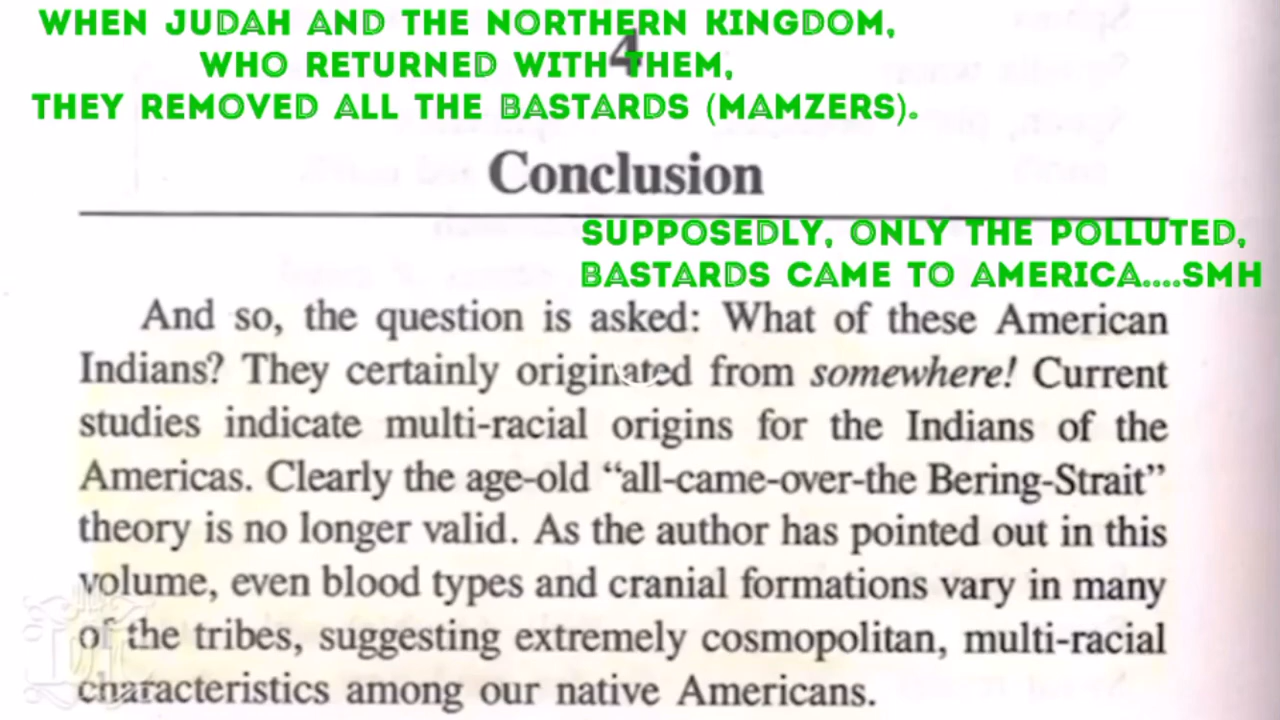 WHEN JUDAH AND THE NORTHERN KINGDOM,
4
WHO RETURNED WITH THEM,
THEY REMOVED ALL THE BASTARDS (MAMZERS).
Conclusion
SUPPOSEDLY, ONLY THE POLLUTED,
BASTARDS CAME TO AMERICA....SMH
And so, the question is asked: What of these American
Indians? They certainly originated from somewhere! Current
studies indicate multi-racial origins for the Indians of the
Americas. Clearly the age-old “all-came-over-the Bering-Strait”
theory is no longer valid. As the author has pointed out in this
volume, even blood types and cranial formations vary in many
of the tribes, suggesting extremely cosmopolitan, multi-racial
characteristics among our native Americans.